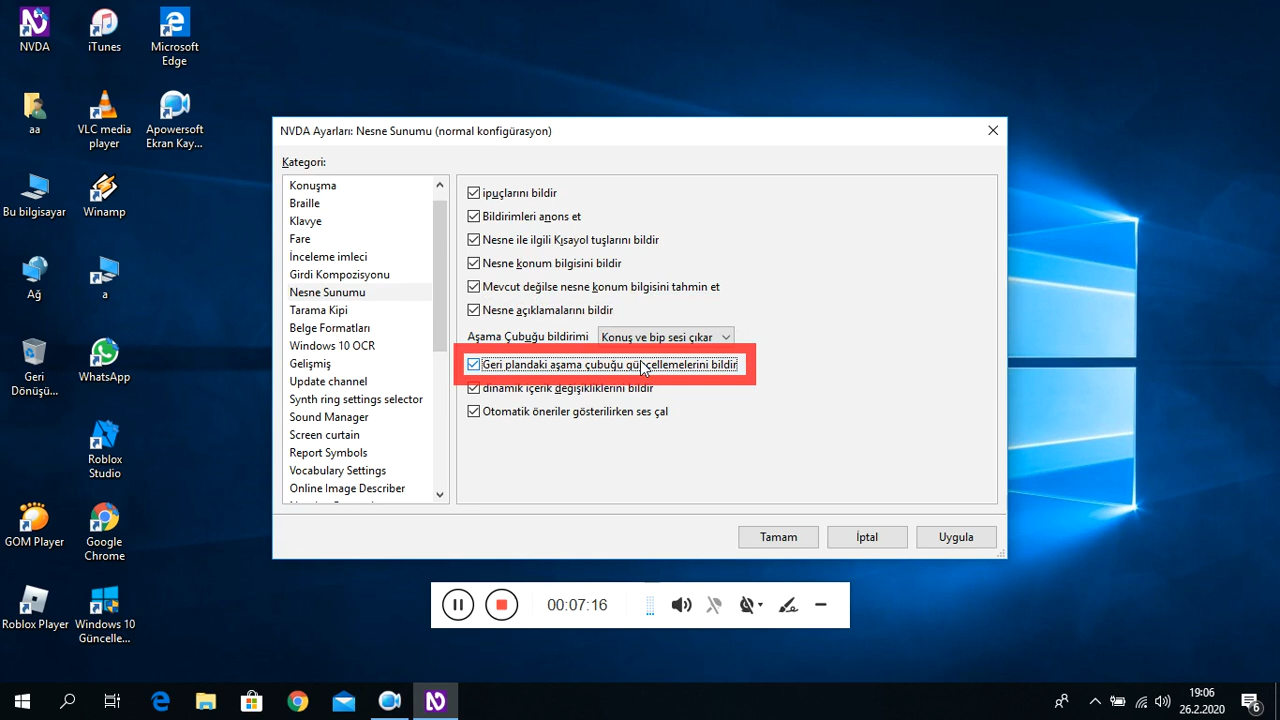 NVDA
iTunes
Microsoft
Edge
aa
VLC media
player
Apowersoft
Ekran Kay...
Bu bilgisayar
Winamp
Ağ
a
Geri
Dönüşü...
WhatsApp
Roblox
Studio
GOM Player
Google
Chrome
Roblox Player
Windows 10
Güncelle...
NVDA Ayarları: Nesne Sunumu (normal konfigürasyon)
Kategori:
Konuşma
Braille
Klavye
Fare
İnceleme imleci
Girdi Kompozisyonu
Nesne Sunumu
Tarama Kipi
Belge Formatları
Windows 10 OCR
Gelişmiş
Update channel
Synth ring settings selector
Sound Manager
Screen curtain
Report Symbols
Vocabulary Settings
Online Image Describer
ipuçlarını bildir
Bildirimleri anons et
Nesne ile ilgili Kısayol tuşlarını bildir
Nesne konum bilgisini bildir
Mevcut değilse nesne konum bilgisini tahmin et
Nesne açıklamalarını bildir
Aşama Çubuğu bildirimi Konuş ve bip sesi çıkar
Geri plandaki aşama çubuğu güncellemelerini bildir
dinamik içerik değişikliklerini bildir
Otomatik öneriler gösterilirken ses çal
Tamam İptal Uygula
00:07:16
19:06
26.2.2020
6